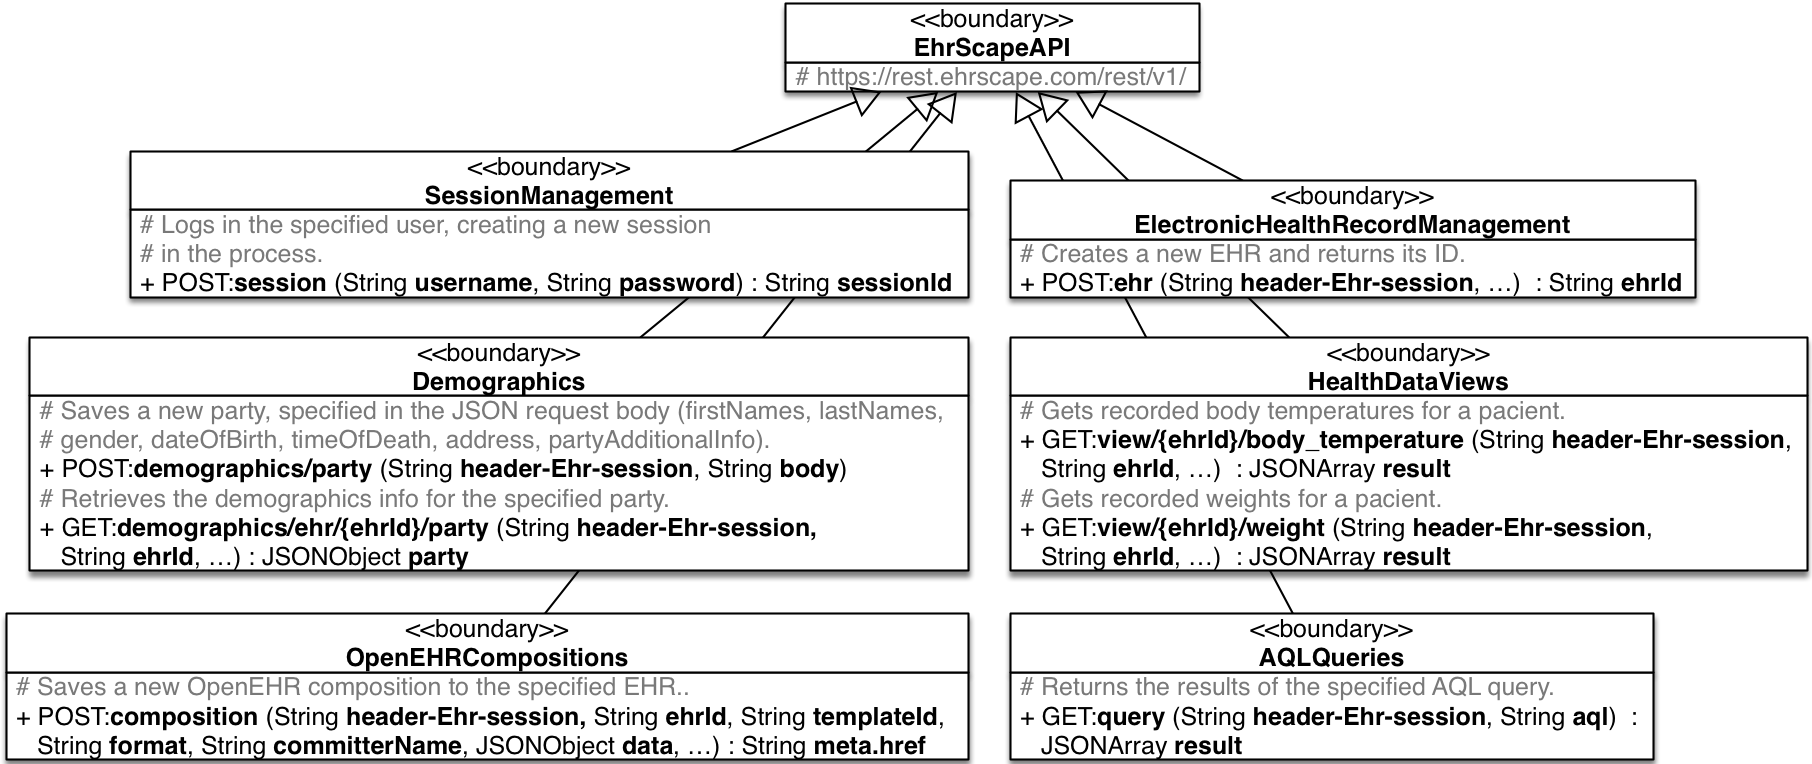 <<boundary>>
EhrScapeAPI
# https://rest.ehrscape.com/rest/v1/
<<boundary>>
SessionManagement
# Logs in the specified user, creating a new session
# in the process.
+ POST:session (String username, String password) : String sessionId
<<boundary>>
ElectronicHealthRecordManagement
# Creates a new EHR and returns its ID.
+ POST:ehr (String header-Ehr-session, …)  : String ehrId
<<boundary>>
Demographics
# Saves a new party, specified in the JSON request body (firstNames, lastNames,
# gender, dateOfBirth, timeOfDeath, address, partyAdditionalInfo).
+ POST:demographics/party (String header-Ehr-session, String body)
# Retrieves the demographics info for the specified party.
+ GET:demographics/ehr/{ehrId}/party (String header-Ehr-session,
String ehrId, …) : JSONObject party
<<boundary>>
HealthDataViews
# Gets recorded body temperatures for a pacient.
+ GET:view/{ehrId}/body_temperature (String header-Ehr-session,
String ehrId, …)  : JSONArray result
# Gets recorded weights for a pacient.
+ GET:view/{ehrId}/weight (String header-Ehr-session,
String ehrId, …)  : JSONArray result
<<boundary>>
OpenEHRCompositions
# Saves a new OpenEHR composition to the specified EHR..
+ POST:composition (String header-Ehr-session, String ehrId, String templateId,
String format, String committerName, JSONObject data, …) : String meta.href
<<boundary>>
AQLQueries
# Returns the results of the specified AQL query.
+ GET:query (String header-Ehr-session, String aql)  :
JSONArray result